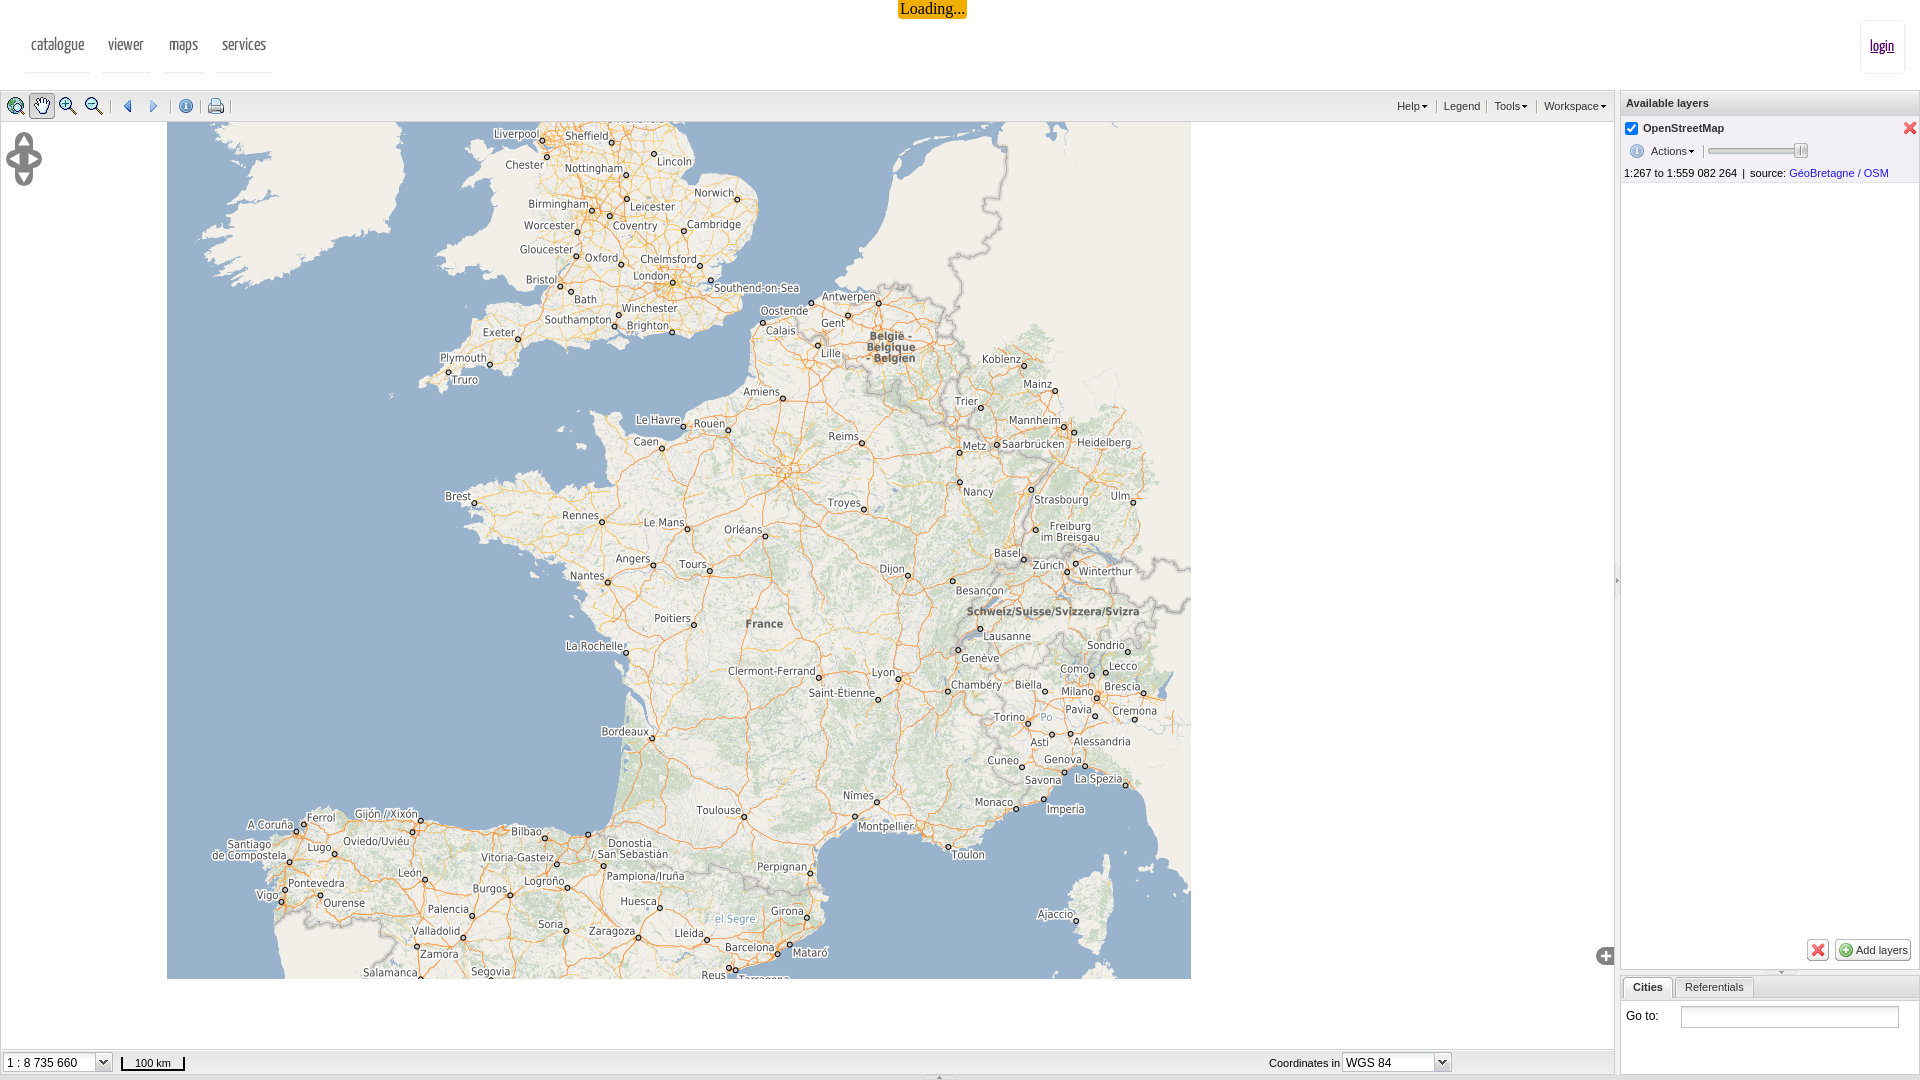 Loading...
catalogue viewer maps services
login
Help Legend Tools Workspace
Available layers
OpenStreetMap
Actions
1:267 to 1:559 082 264 | source: GéoBretagne / OSM
Liverpool
Sheffield
Chester
Lincoln
Nottingham
Norwich
Birmingham
Leicester
Worcester
Coventry
Cambridge
Gloucester
Oxford
Chelmsford
Bristol
London
Bath
Southend-on-Sea
Winchester
Southampton
Brighton
Exeter
Plymouth
Truro
Antwerpen
Oostende
Gent
Calais
België -
Belgique
- Belgien
Lille
Koblenz
Mainz
Amiens
Trier
Le Havre
Rouen
Mannheim
Caen
Reims
Metz
Saarbrücken
Heidelberg
Brest
Nancy
Strasbourg
Ulm
Rennes
Le Mans
Orléans
Troyes
Freiburg
im Breisgau
Angers
Tours
Basel
Zürich
Winterthur
Nantes
Dijon
Besançon
Schweiz/Suisse/Svizzera/Svizra
Poitiers
France
Lausanne
La Rochelle
Genève
Sondrio
Clermont-Ferrand
Lyon
Como
Lecco
Saint-Étienne
Chambéry
Biella
Milano
Brescia
Torino
Po
Pavia
Cremona
Bordeaux
Asti
Alessandria
Cuneo
Genova
Savona
La Spezia
Nîmes
Monaco
Imperia
Toulouse
Montpellier
Toulon
A Coruña
Ferrol
Gijón //Xixón
Bilbao
Santiago
de Compostela
Lugo
Oviedo/Uviéu
Donostia
/ San Sebastián
Vitoria-Gasteiz
Perpignan
León
Pamplona/Iruña
Pontevedra
Logroño
Vigo
Ourense
Burgos
Huesca
Palencia
el Segre
Girona
Ajaccio
Valladolid
Soria
Zaragoza
Lleida
Zamora
Barcelona
Mataró
Salamanca
Segovia
Reus
Tarragona
Add layers
Cities Referentials
Go to:
1 : 8 735 660
100 km
Coordinates in WGS 84